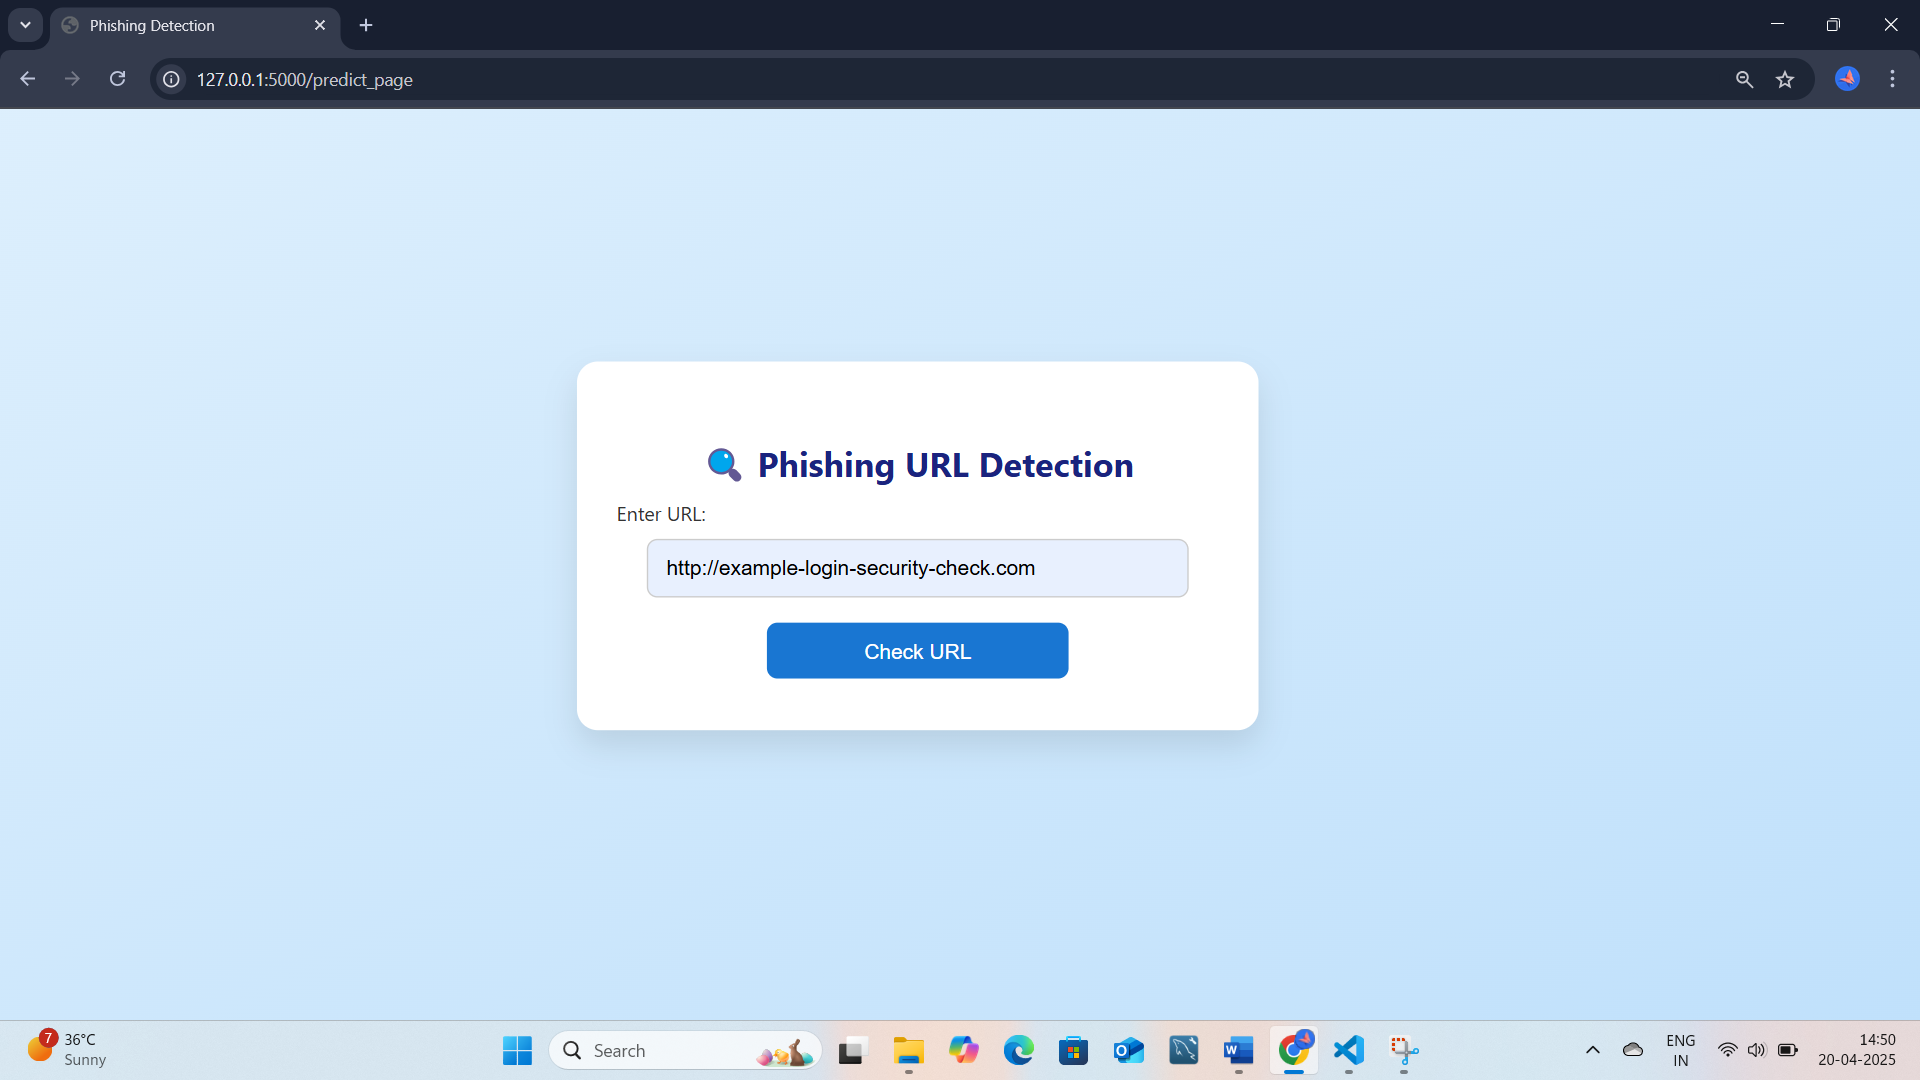 Phishing Detection
127.0.0.1:5000/predict_page
Phishing URL Detection
Enter URL:
http://example-login-security-check.com
Check URL
7
36°C
Sunny
Search
ENG
IN
14:50
20-04-2025